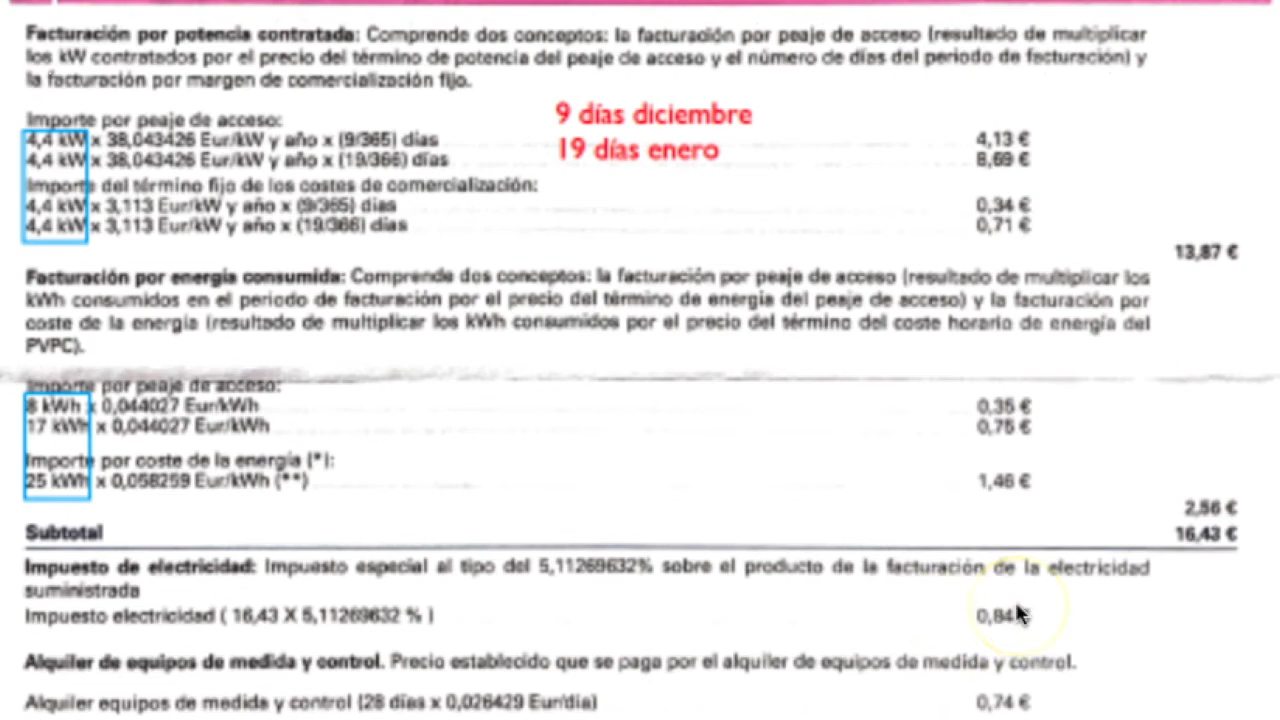 Facturación por potencia contratada: Comprende dos conceptos: la facturación por peaje de acceso (resultado de multiplicar
los kW contratados por el precio del término de potencia del peaje de acceso y el número de días del periodo de facturación) y
la facturación por margen de comercialización fijo.
Importe por peaje de acceso:
9 días diciembre
4,4 kW x 38,043426 Eur/kW y año x (9/365) días 4,13 €
19 días enero
4,4 kW x 38,043426 Eur/kW y año x (19/366) días 8,69 €
Importe del término fijo de los costes de comercialización:
4,4 kW x 3,113 Eur/kW y año x (9/365) días 0,34 €
4,4 kW x 3,113 Eur/kW y año x (19/366) días 0,71 €
13,87 €
Facturación por energía consumida: Comprende dos conceptos: la facturación por peaje de acceso (resultado de multiplicar los
kWh consumidos en el periodo de facturación por el precio del término de energía del peaje de acceso) y la facturación por
coste de la energía (resultado de multiplicar los kWh consumidos por el precio del término del coste horario de energía del
PVPC).
Importe por peaje de acceso:
8 kWh x 0,044027 Eur/kWh 0,35 €
17 kWh x 0,044027 Eur/kWh 0,75 €
Importe por coste de la energía (*):
25 kWh x 0,058259 Eur/kWh (**) 1,46 €
2,56 €
Subtotal 16,43 €
Impuesto de electricidad: Impuesto especial al tipo del 5,11269632% sobre el producto de la facturación de la electricidad
suministrada
Impuesto electricidad ( 16,43 X 5,11269632 % ) 0,84
Alquiler de equipos de medida y control. Precio establecido que se paga por el alquiler de equipos de medida y control.
Alquiler equipos de medida y control (28 días x 0,026429 Eur/día) 0,74 €